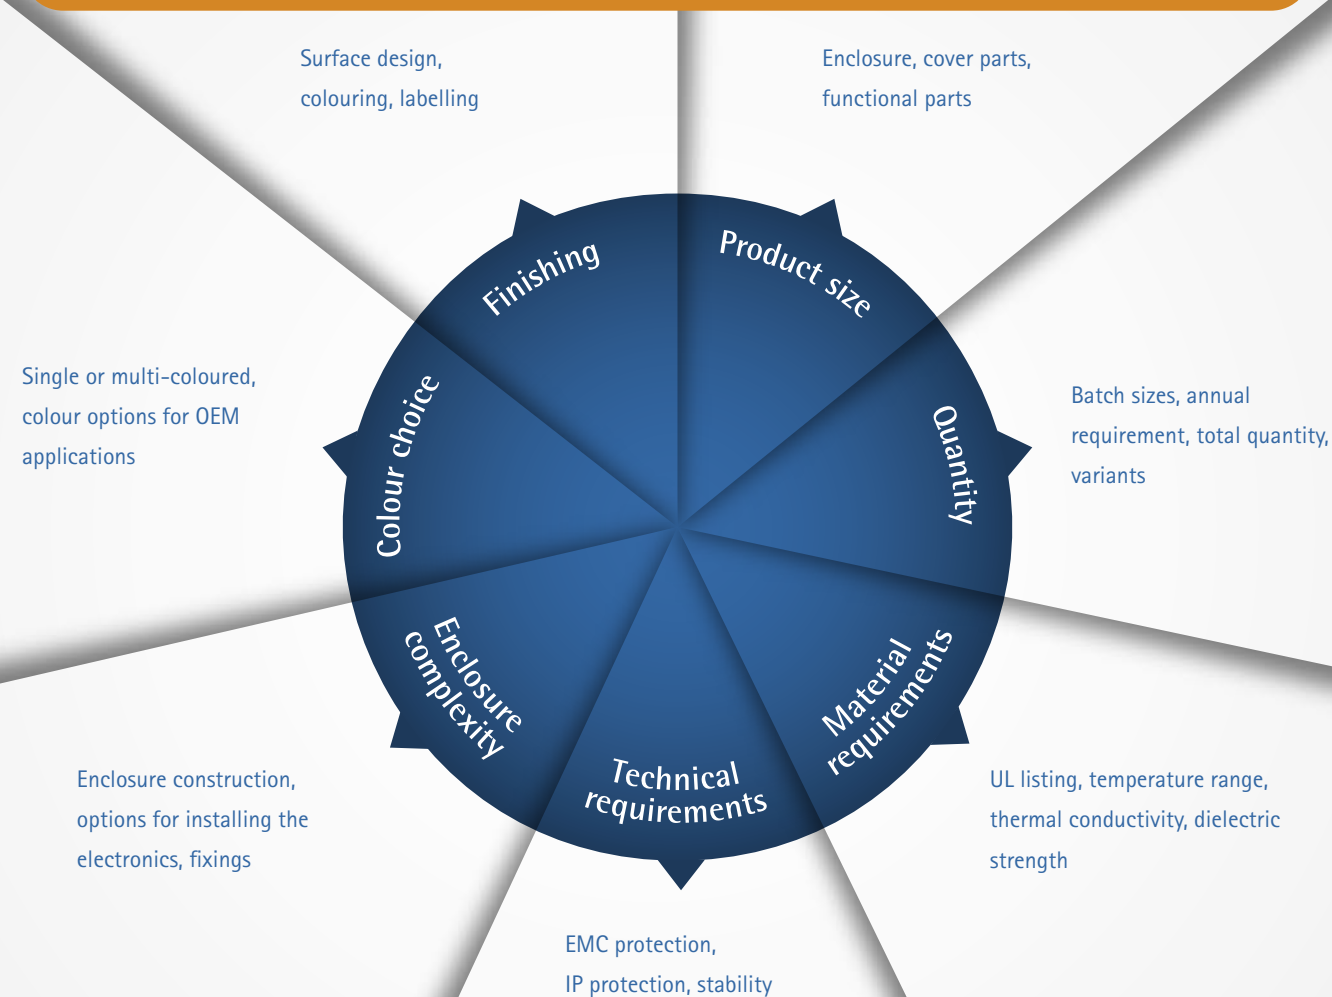 Surface design,
colouring, labelling
Enclosure, cover parts,
functional parts
Finishing
Product size
Single or multi-coloured,
colour options for OEM
applications
Colour choice
Quantity
Batch sizes, annual
requirement, total quantity,
variants
Enclosure
complexity
Material
requirements
Technical
requirements
Enclosure construction,
options for installing the
electronics, fixings
UL listing, temperature range,
thermal conductivity, dielectric
strength
EMC protection,
IP protection, stability